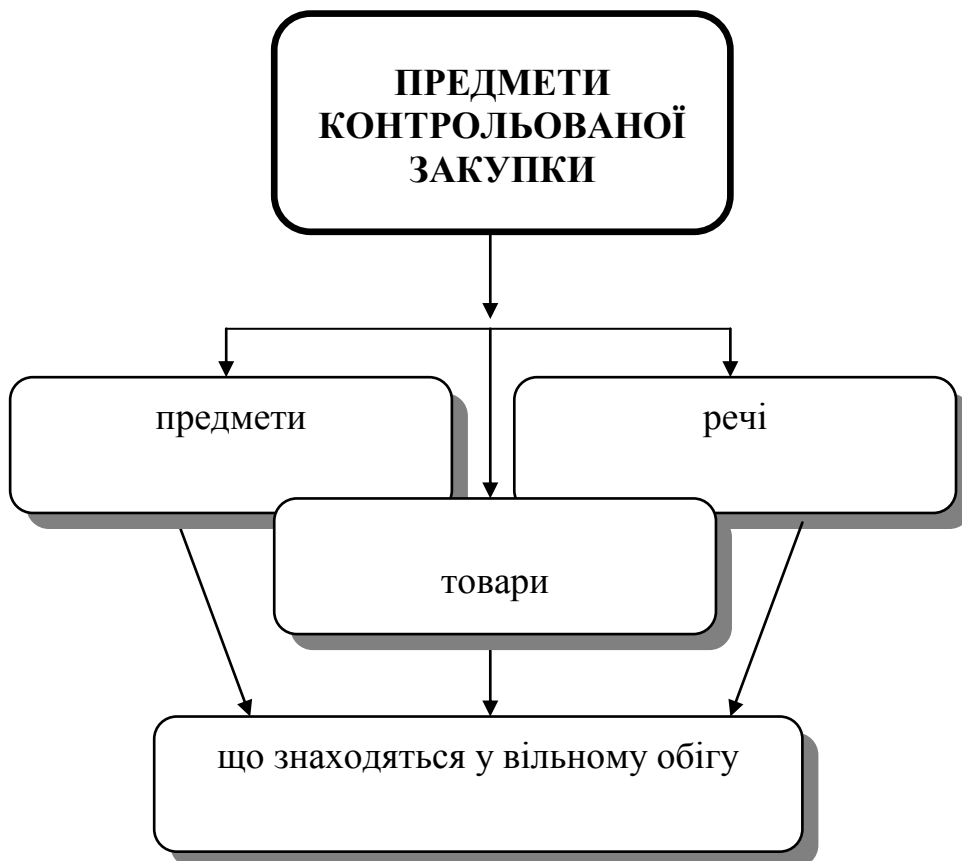 ПРЕДМЕТИ
КОНТРОЛЬОВАНОЇ
ЗАКУПКИ
предмети
речі
товари
що знаходяться у вільному обігу